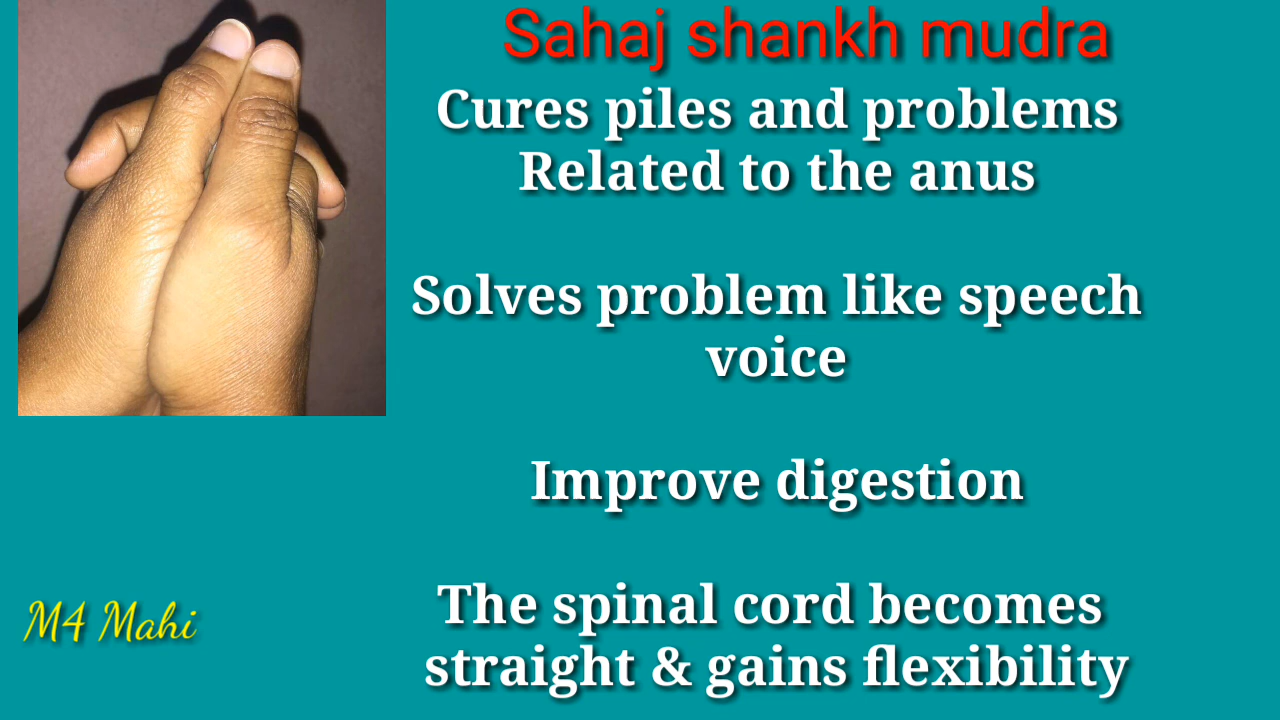 Sahaj shankh mudra
Cures piles and problems
Related to the anus
Solves problem like speech
voice
Improve digestion
The spinal cord becomes
straight & gains flexibility
M4 Mahi